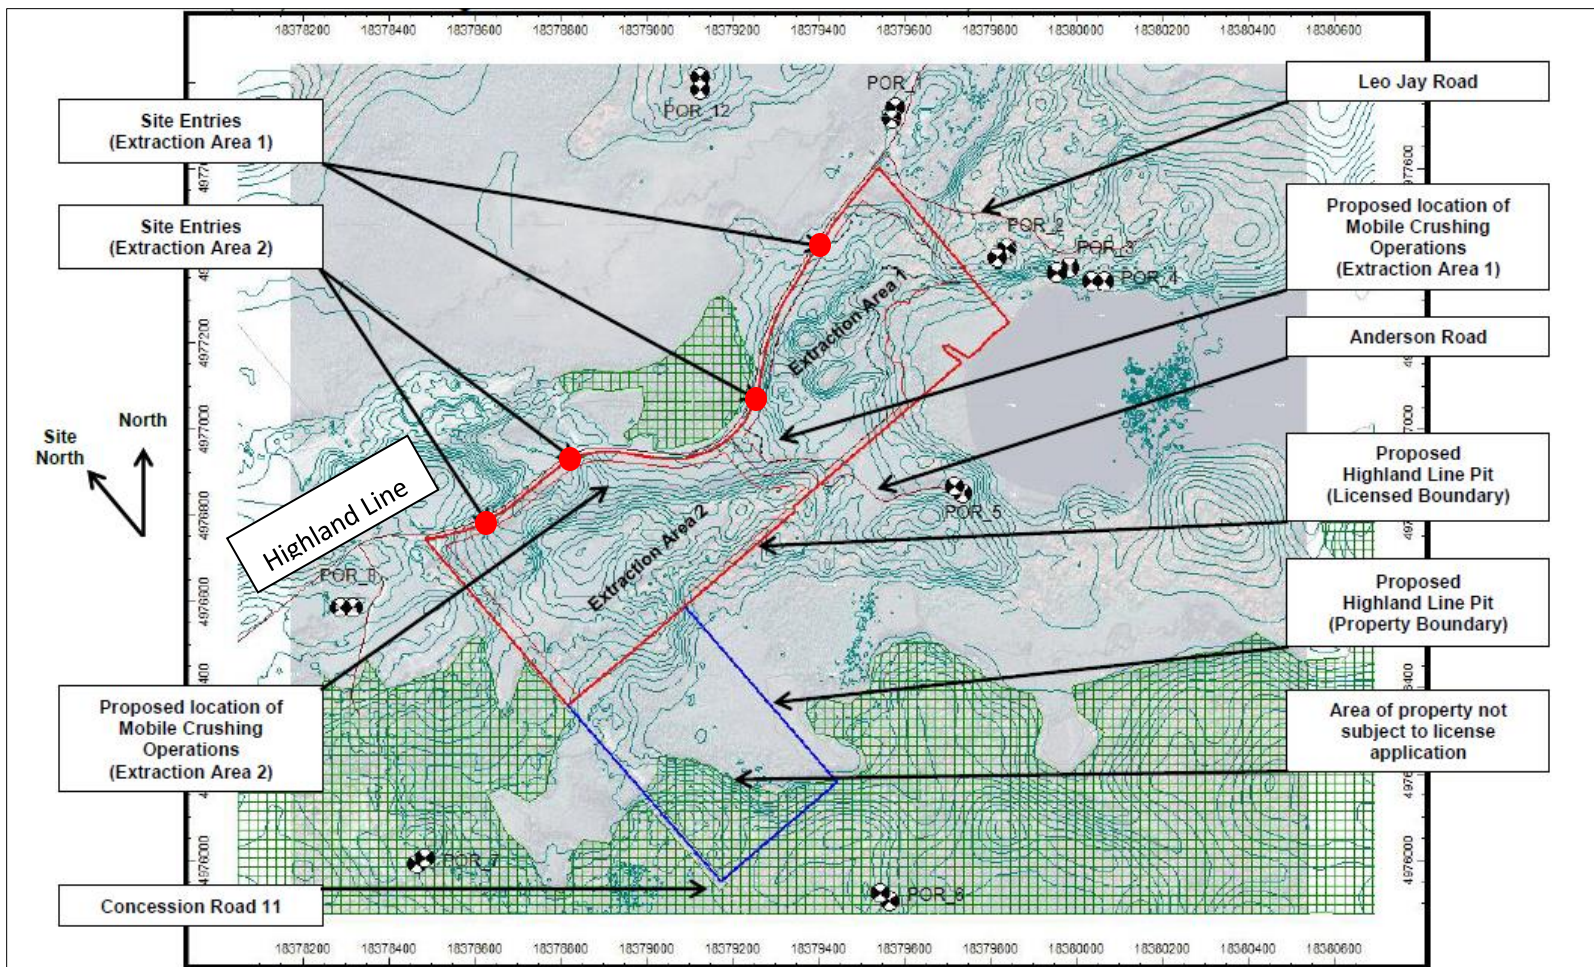 18378200 18378400 18378600 18378800 18379000 18379200 18379400 18379600 18379800 18380000 18380200 18380400 18380600
Leo Jay Road
Site Entries
(Extraction Area 1)
POR_12
POR_1
4977600
4977600
Site Entries
(Extraction Area 2)
Proposed location of
Mobile Crushing
Operations
(Extraction Area 1)
POR_2
POR_3
POR_4
Extraction Area 1
4977200
Anderson Road
North
Site
North
4977000
Highland Line
Proposed
Highland Line Pit
(Licensed Boundary)
4976800
POR_5
Extraction Area 2
4976600
Proposed
Highland Line Pit
(Property Boundary)
Proposed location of
Mobile Crushing
Operations
(Extraction Area 2)
Area of property not
subject to license
application
4976000
4976000
POR_7
POR_6
Concession Road 11
18378200 18378400 18378600 18378800 18379000 18379200 18379400 18379600 18379800 18380000 18380200 18380400 18380600